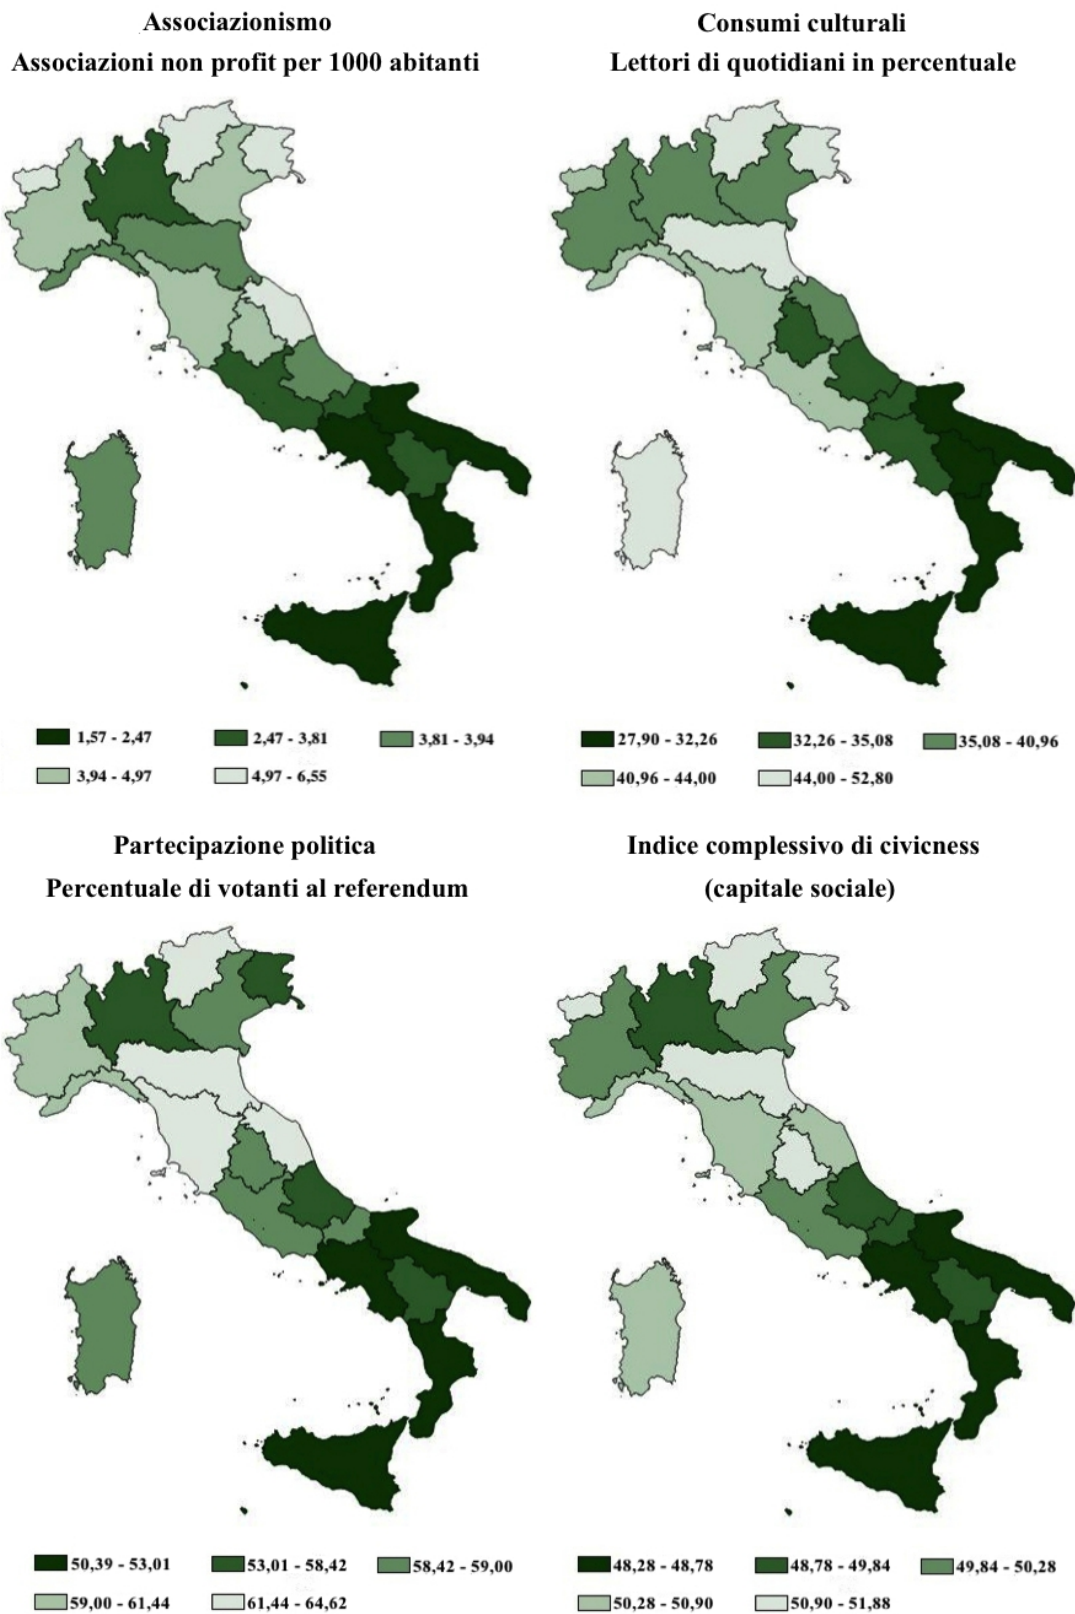 Associazionismo
Associazioni non profit per 1000 abitanti
1,57 - 2,47
2,47 - 3,81
3,81 - 3,94
3,94 - 4,97
4,97 - 6,55
Consumi culturali
Lettori di quotidiani in percentuale
27,90 - 32,26
32,26 - 35,08
35,08 - 40,96
40,96 - 44,00
44,00 - 52,80
Partecipazione politica
Percentuale di votanti al referendum
50,39 - 53,01
53,01 - 58,42
58,42 - 59,00
59,00 - 61,44
61,44 - 64,62
Indice complessivo di civicness
(capitale sociale)
48,28 - 48,78
48,78 - 49,84
49,84 - 50,28
50,28 - 50,90
50,90 - 51,88